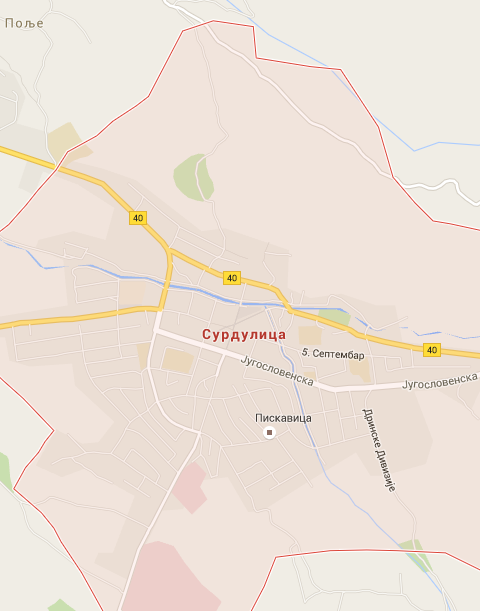 Поље
40
40
Сурдулица
40
5. Септембар
Југословенска
Југословенска
Пискавица
Дринске Дивизије